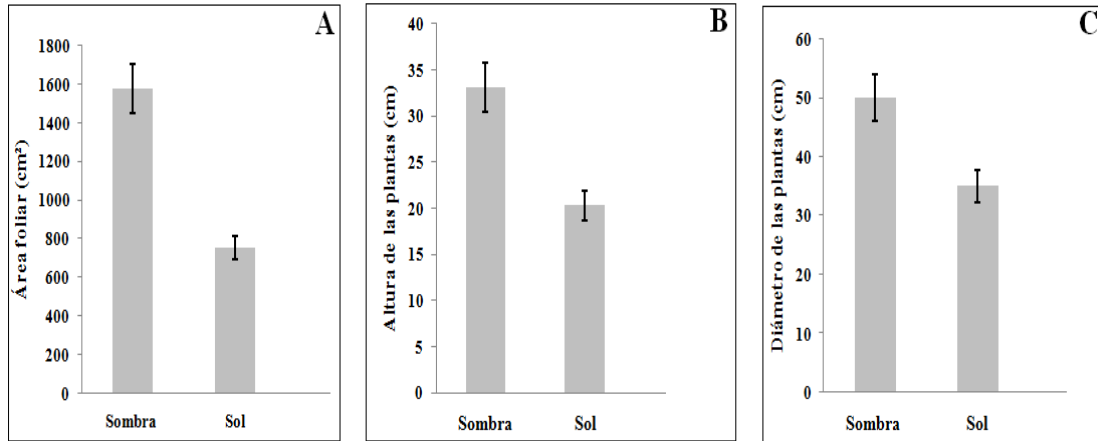 A
Área foliar (cm²)
1800
1600
1400
1200
1000
800
600
400
200
0
Sombra
Sol
B
Altura de las plantas (cm)
40
35
30
25
20
15
10
5
0
Sombra
Sol
C
Diámetro de las plantas (cm)
60
50
40
30
20
10
0
Sombra
Sol